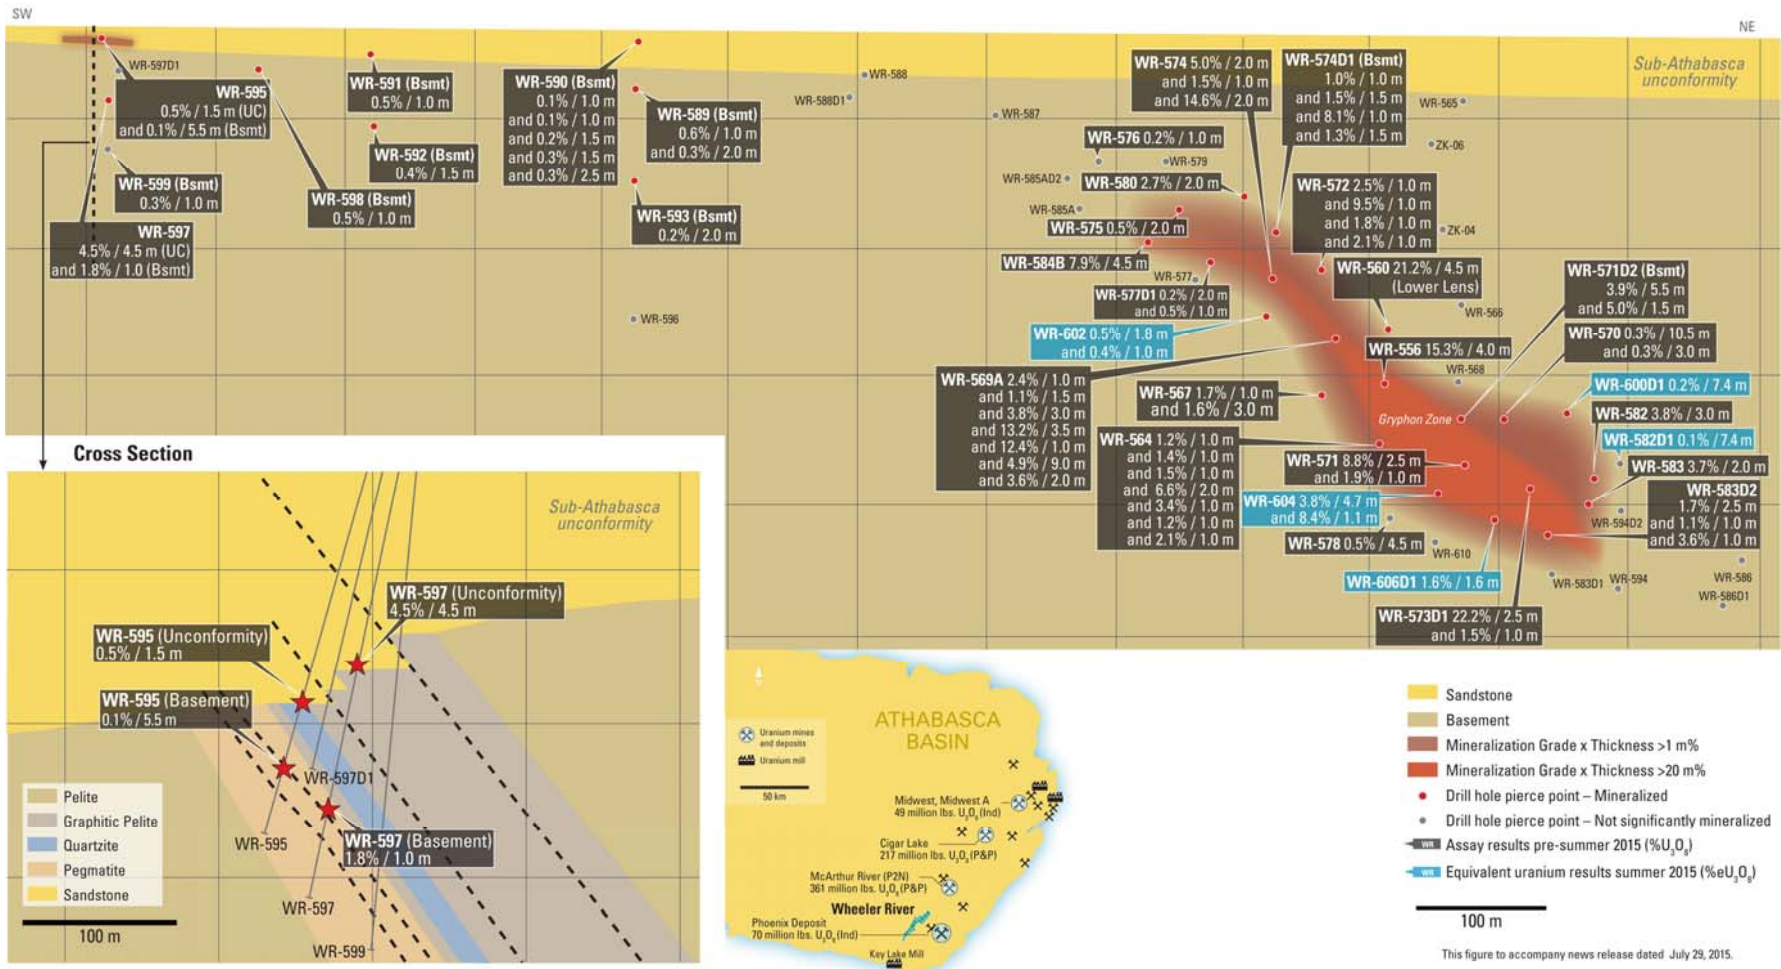 SW
NE
WR-597D1
WR-595
0.5% / 1.5 m (UC)
and 0.1% / 5.5 m (Bsmt)
WR-599 (Bsmt)
0.3% / 1.0 m
WR-597
4.5% / 4.5 m (UC)
and 1.8% / 1.0 (Bsmt)
WR-598 (Bsmt)
0.5% / 1.0 m
WR-591 (Bsmt)
0.5% / 1.0 m
WR-592 (Bsmt)
0.4% / 1.5 m
WR-590 (Bsmt)
0.1% / 1.0 m
and 0.1% / 1.0 m
and 0.2% / 1.5 m
and 0.3% / 1.5 m
and 0.3% / 2.5 m
WR-589 (Bsmt)
0.6% / 1.0 m
and 0.3% / 2.0 m
WR-593 (Bsmt)
0.2% / 2.0 m
WR-596
WR-588
WR-588D1
WR-587
WR-576 0.2% / 1.0 m
WR-579
WR-585AD2
WR-580 2.7% / 2.0 m
WR-585A
WR-575 0.5% / 2.0 m
WR-584B 7.9% / 4.5 m
WR-577
WR-577D1 0.2% / 2.0 m
and 0.5% / 1.0 m
WR-602 0.5% / 1.8 m
and 0.4% / 1.0 m
WR-574 5.0% / 2.0 m
and 1.5% / 1.0 m
and 14.6% / 2.0 m
WR-574D1 (Bsmt)
1.0% / 1.0 m
and 1.5% / 1.5 m
and 8.1% / 1.0 m
and 1.3% / 1.5 m
Sub-Athabasca
unconformity
WR-565
ZK-06
WR-572 2.5% / 1.0 m
and 9.5% / 1.0 m
and 1.8% / 1.0 m
and 2.1% / 1.0 m
ZK-04
WR-560 21.2% / 4.5 m
(Lower Lens)
WR-566
WR-571D2 (Bsmt)
3.9% / 5.5 m
and 5.0% / 1.5 m
WR-570 0.3% / 10.5 m
and 0.3% / 3.0 m
WR-556 15.3% / 4.0 m
WR-568
WR-569A 2.4% / 1.0 m
and 1.1% / 1.5 m
and 3.8% / 3.0 m
and 13.2% / 3.5 m
and 12.4% / 1.0 m
and 4.9% / 9.0 m
and 3.6% / 2.0 m
WR-567 1.7% / 1.0 m
and 1.6% / 3.0 m
Gryphon Zone
WR-600D1 0.2% / 7.4 m
WR-582 3.8% / 3.0 m
WR-582D1 0.1% / 7.4 m
WR-583 3.7% / 2.0 m
WR-583D2
1.7% / 2.5 m
and 1.1% / 1.0 m
and 3.6% / 1.0 m
WR-564 1.2% / 1.0 m
and 1.4% / 1.0 m
and 1.5% / 1.0 m
and 6.6% / 2.0 m
and 3.4% / 1.0 m
and 1.2% / 1.0 m
and 2.1% / 1.0 m
WR-571 8.8% / 2.5 m
and 1.9% / 1.0 m
WR-604 3.8% / 4.7 m
and 8.4% / 1.1 m
WR-578 0.5% / 4.5 m
WR-594D2
WR-610
WR-606D1 1.6% / 1.6 m
WR-583D1
WR-594
WR-586
WR-586D1
WR-573D1 22.2% / 2.5 m
and 1.5% / 1.0 m
Cross Section
Sub-Athabasca
unconformity
WR-597 (Unconformity)
4.5% / 4.5 m
WR-595 (Unconformity)
0.5% / 1.5 m
WR-595 (Basement)
0.1% / 5.5 m
WR-597D1
WR-597 (Basement)
1.8% / 1.0 m
WR-595
WR-597
WR-599
Pelite
Graphitic Pelite
Quartzite
Pegmatite
Sandstone
100 m
N
ATHABASCA
BASIN
Uranium mines
and deposits
Uranium mill
50 km
Midwest, Midwest A
49 million lbs. U3O8 (Ind)
Cigar Lake
217 million lbs. U3O8 (P&P)
McArthur River (P2N)
361 million lbs. U3O8 (P&P)
Wheeler River
Phoenix Deposit
70 million lbs. U3O8 (Ind)
Key Lake Mill
Sandstone
Basement
Mineralization Grade x Thickness >1 m%
Mineralization Grade x Thickness >20 m%
Drill hole pierce point – Mineralized
Drill hole pierce point – Not significantly mineralized
WR Assay results pre-summer 2015 (%U3O8)
WR Equivalent uranium results summer 2015 (%eU3O8)
100 m
This figure to accompany news release dated July 29, 2015.